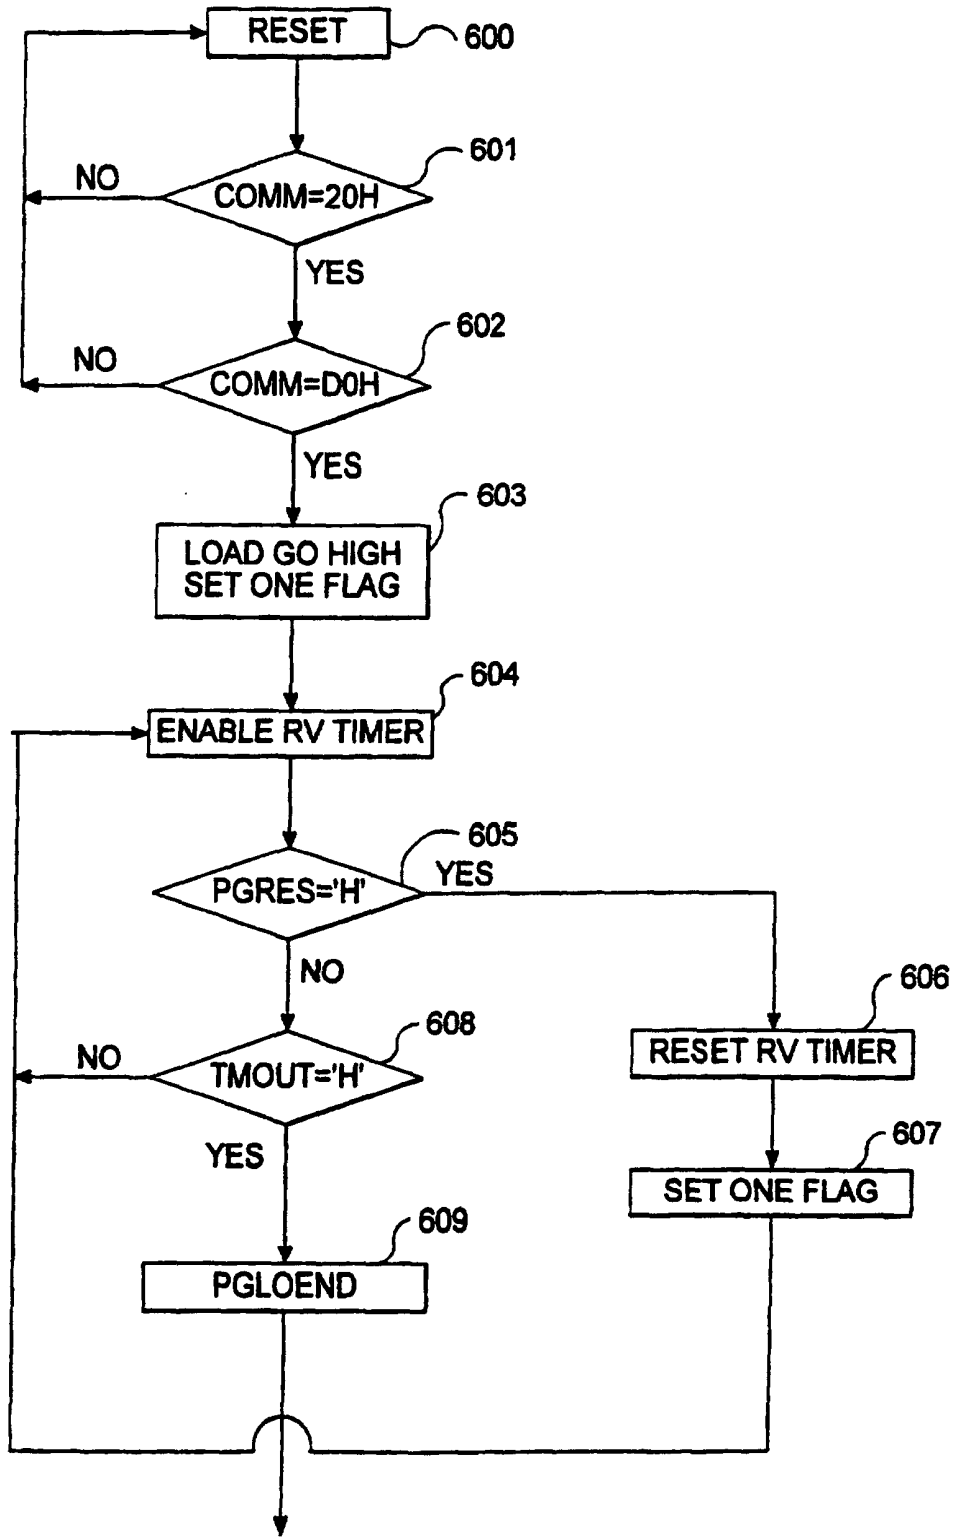 RESET
600
601
COMM=20H
NO
YES
602
COMM=D0H
NO
YES
603
LOAD GO HIGH
SET ONE FLAG
604
ENABLE RV TIMER
605
PGRES='H'
YES
NO
606
RESET RV TIMER
608
TMOUT='H'
NO
YES
607
SET ONE FLAG
609
PGLOEND